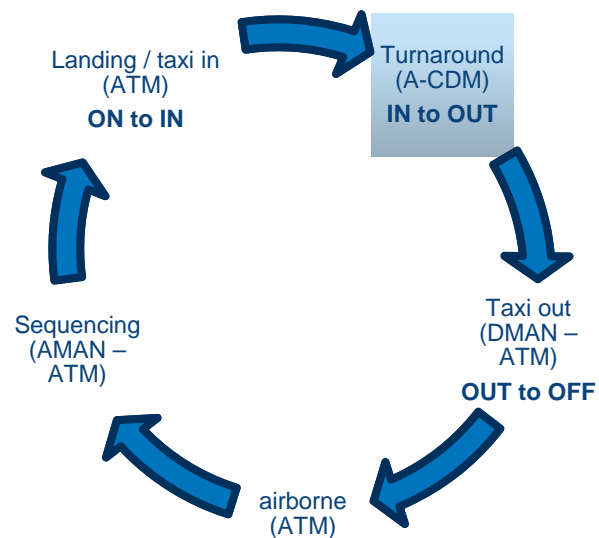 Landing / taxi in
(ATM)
ON to IN
Turnaround
(A-CDM)
IN to OUT
Taxi out
(DMAN –
ATM)
OUT to OFF
airborne
(ATM)
Sequencing
(AMAN –
ATM)